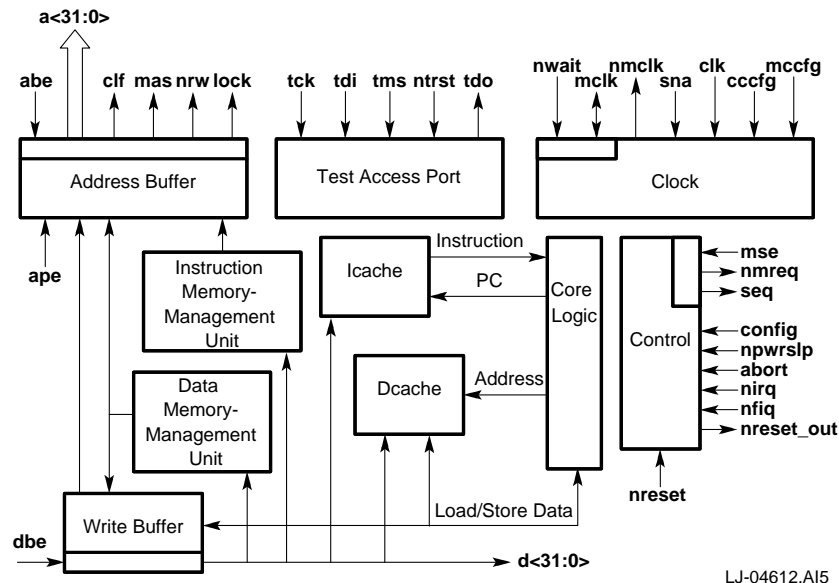 a<31:0>
abe
clf
mas
nrw
lock
tck
tdi
tms
ntrst
tdo
nwait
mclk
nmclk
sna
clk
cccfg
mccfg
Address Buffer
Test Access Port
Clock
ape
Instruction
Memory-
Management
Unit
Icache
Instruction
PC
Core
Logic
Control
mse
nmreq
seq
config
npwrslp
abort
nirq
nfiq
nreset_out
nreset
Data
Memory-
Management
Unit
Dcache
Address
Write Buffer
Load/Store Data
dbe
d<31:0>
LJ-04612.AI5